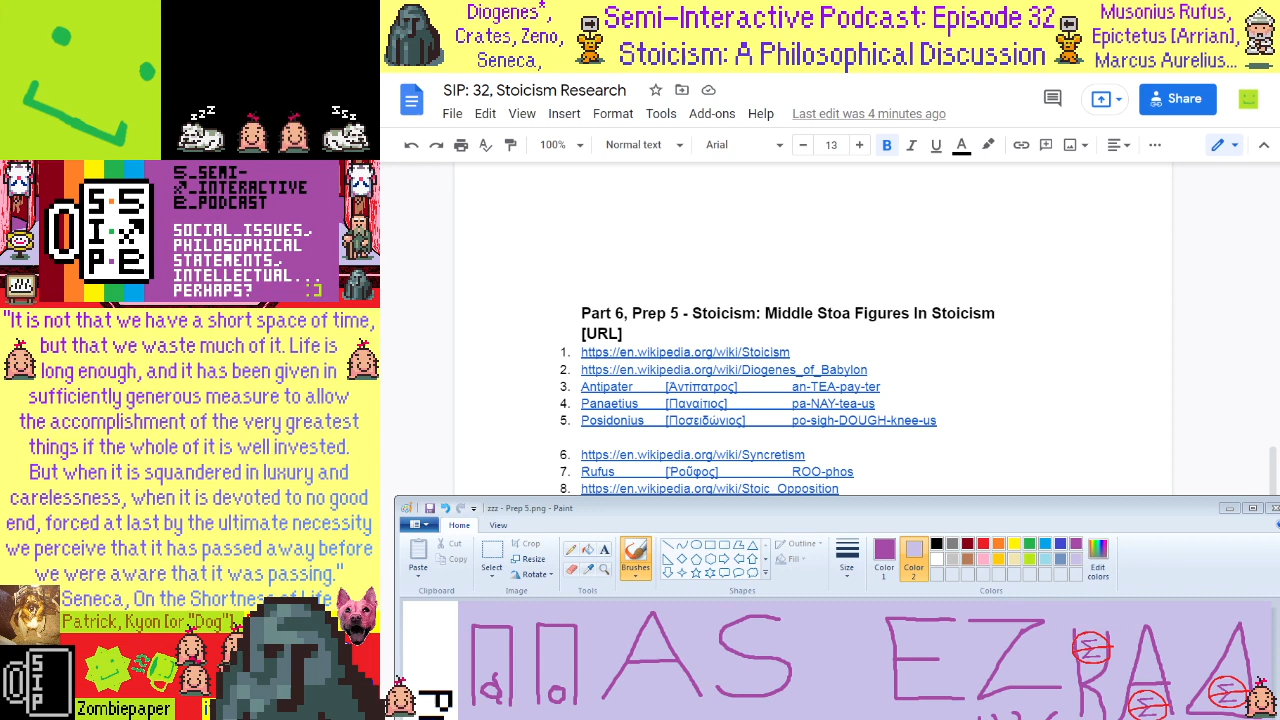 Diogenes*,
Crates, Zeno,
Seneca,
Semi-Interactive Podcast: Episode 32
Stoicism: A Philosophical Discussion
Musonius Rufus,
Epictetus [Arrian],
Marcus Aurelius...
SIP: 32, Stoicism Research
File Edit View Insert Format Tools Add-ons Help Last edit was 4 minutes ago
Share
100% Normal text Arial 13 B I U A
Part 6, Prep 5 - Stoicism: Middle Stoa Figures In Stoicism
[URL]
1. https://en.wikipedia.org/wiki/Stoicism
2. https://en.wikipedia.org/wiki/Diogenes_of_Babylon
3. Antipater [Ἀντίπατρος] an-TEA-pay-ter
4. Panaetius [Παναίτιος] pa-NAY-tea-us
5. Posidonius [Ποσειδώνιος] po-sigh-DOUGH-knee-us
6. https://en.wikipedia.org/wiki/Syncretism
7. Rufus [Ῥοῦφος] ROO-phos
8. https://en.wikipedia.org/wiki/Stoic_Opposition
S_SEMI-
_INTERACTIVE
_PODCAST
SOCIAL_ISSUES,
PHILOSOPHICAL
STATEMENTS,
INTELLECTUAL...
PERHAPS? :)
"It is not that we have a short space of time,
but that we waste much of it. Life is
long enough, and it has been given in
sufficiently generous measure to allow
the accomplishment of the very greatest
things if the whole of it is well invested.
But when it is squandered in luxury and
carelessness, when it is devoted to no good
end, forced at last by the ultimate necessity
we perceive that it has passed away before
we were aware that it was passing."
Seneca, On the Shortness of Life
Patrick, Kyon [or "Dog"],
SIP
Zombiepaper
zzz - Prep 5.png - Paint
Home View
Paste
Cut
Copy
Clipboard
Select
Crop
Resize
Rotate
Image
Tools
Brushes
Shapes
Outline
Fill
Size
Color 1
Color 2
Colors
Edit colors
AS EZ